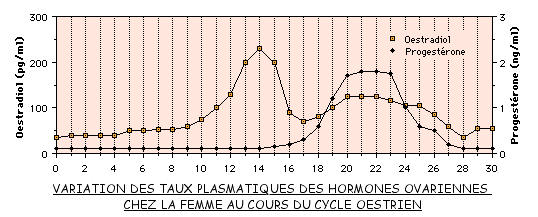 300
200
100
0
Oestradiol (pg/ml)
Oestradiol
Progestérone
3
2
1
0
Progestérone (ng/ml)
0 2 4 6 8 10 12 14 16 18 20 22 24 26 28 30
VARIATION DES TAUX PLASMATIQUES DES HORMONES OVARIENNES
CHEZ LA FEMME AU COURS DU CYCLE OESTRIEN